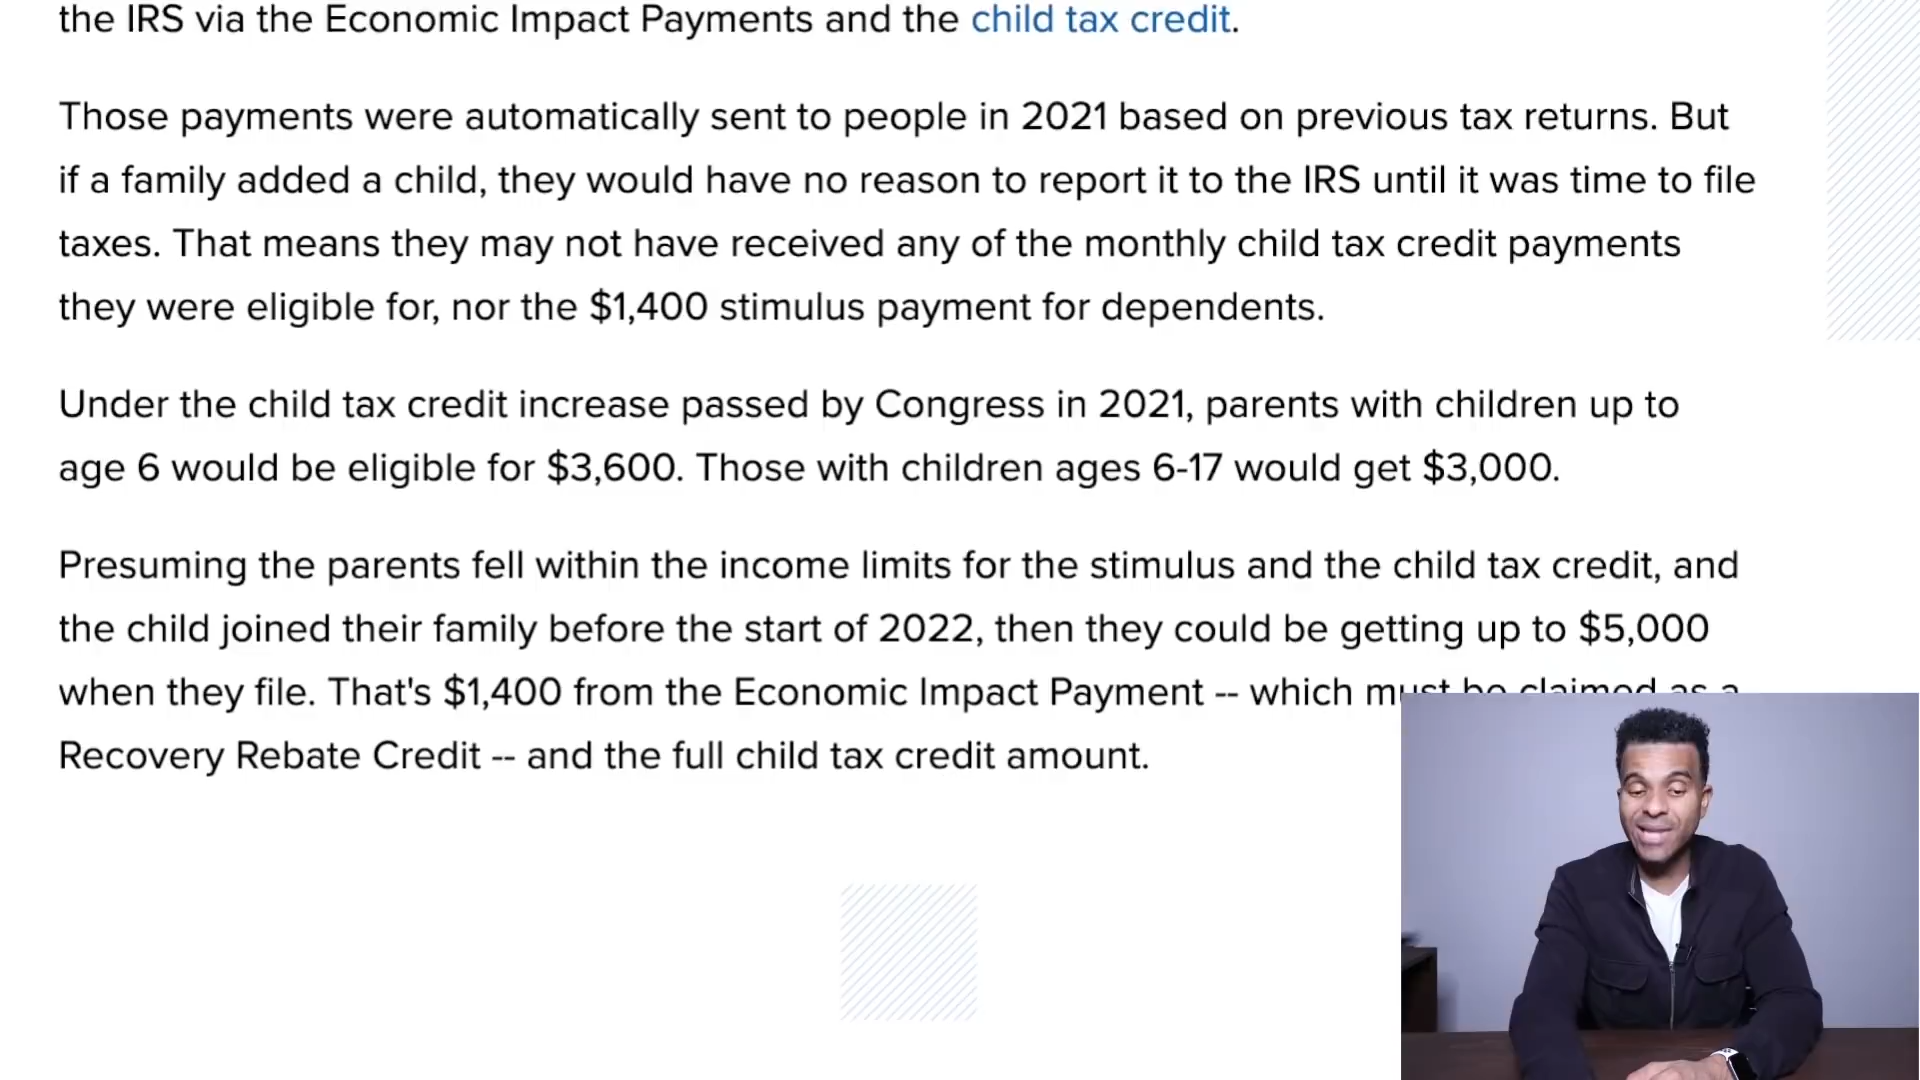 the IRS via the Economic Impact Payments and the child tax credit.
Those payments were automatically sent to people in 2021 based on previous tax returns. But
if a family added a child, they would have no reason to report it to the IRS until it was time to file
taxes. That means they may not have received any of the monthly child tax credit payments
they were eligible for, nor the $1,400 stimulus payment for dependents.
Under the child tax credit increase passed by Congress in 2021, parents with children up to
age 6 would be eligible for $3,600. Those with children ages 6-17 would get $3,000.
Presuming the parents fell within the income limits for the stimulus and the child tax credit, and
the child joined their family before the start of 2022, then they could be getting up to $5,000
when they file. That's $1,400 from the Economic Impact Payment -- which must be claimed as a
Recovery Rebate Credit -- and the full child tax credit amount.